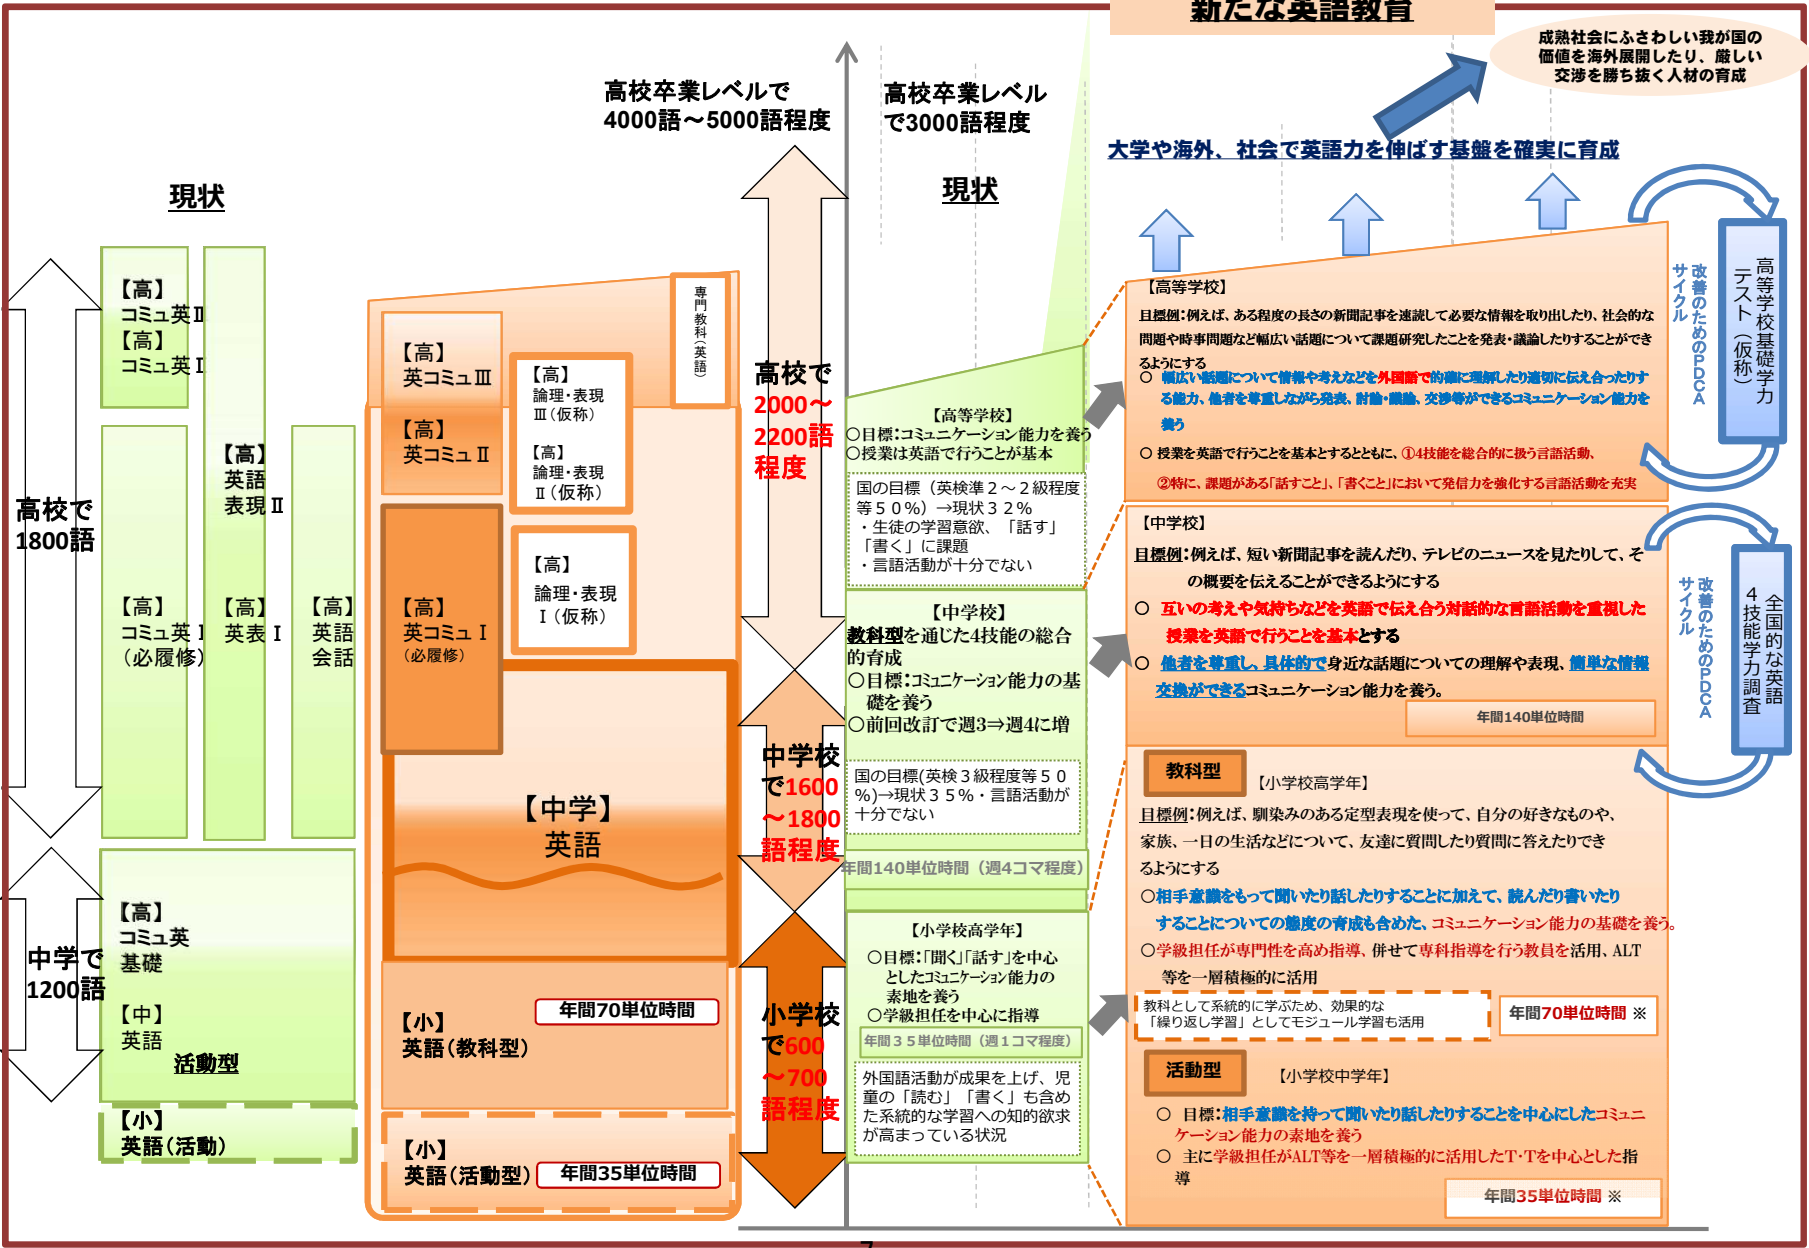 新たな英語教育
成熟社会にふさわしい我が国の
価値を海外展開したり、厳しい
交渉を勝ち抜く人材の育成
高校卒業レベルで
4000語～5000語程度
高校卒業レベル
で3000語程度
大学や海外、社会で英語力を伸ばす基盤を確実に育成
現状
現状
高校で
1800語
中学で
1200語
【高】
コミュ英Ⅱ
【高】
コミュ英Ⅰ
【高】
英語
表現Ⅱ
【高】
コミュ英Ⅰ
（必履修）
【高】
英表Ⅰ
【高】
英語
会話
【高】
コミュ英
基礎
【中】
英語
活動型
【小】
英語（活動）
専門教科（英語）
【高】
英コミュⅢ
【高】
英コミュⅡ
【高】
論理・表現
Ⅲ（仮称）
【高】
論理・表現
Ⅱ（仮称）
【高】
英コミュⅠ
（必履修）
【高】
論理・表現
Ⅰ（仮称）
【中学】
英語
年間70単位時間
【小】
英語（教科型）
【小】
英語（活動型）
年間35単位時間
高校で
2000～
2200語
程度
中学校
で1600
～1800
語程度
小学校
で600
～700
語程度
【高等学校】
○目標：コミュニケーション能力を養う
○授業は英語で行うことが基本
国の目標（英検準２～２級程度
等５０％）→現状３２％
・生徒の学習意欲、「話す」
「書く」に課題
・言語活動が十分でない
【中学校】
教科型を通じた4技能の総合
的育成
○目標：コミュニケーション能力の基
礎を養う
○前回改訂で週3⇒週4に増
国の目標(英検３級程度等５０
%)→現状３５%・言語活動が
十分でない
年間140単位時間（週4コマ程度）
【小学校高学年】
○目標：「聞く」「話す」を中心
としたコミュニケーション能力の
素地を養う
○学級担任を中心に指導
年間３５単位時間（週１コマ程度）
外国語活動が成果を上げ、児
童の「読む」「書く」も含め
た系統的な学習への知的欲求
が高まっている状況
【高等学校】
目標例：例えば、ある程度の長さの新聞記事を速読して必要な情報を取り出したり、社会的な
問題や時事問題など幅広い話題について課題研究したことを発表・議論したりすることができ
るようにする
○ 幅広い話題について情報や考えなどを外国語で的確に理解したり適切に伝え合ったりす
る能力、他者を尊重しながら発表、討論・議論、交渉等ができるコミュニケーション能力を
養う
○ 授業を英語で行うことを基本とするとともに、①4技能を総合的に扱う言語活動、
②特に、課題がある「話すこと」、「書くこと」において発信力を強化する言語活動を充実
【中学校】
目標例：例えば、短い新聞記事を読んだり、テレビのニュースを見たりして、そ
の概要を伝えることができるようにする
○ 互いの考えや気持ちなどを英語で伝え合う対話的な言語活動を重視した
授業を英語で行うことを基本とする
○ 他者を尊重し、具体的で身近な話題についての理解や表現、簡単な情報
交換ができるコミュニケーション能力を養う。
年間140単位時間
教科型
【小学校高学年】
目標例：例えば、馴染みのある定型表現を使って、自分の好きなものや、
家族、一日の生活などについて、友達に質問したり質問に答えたりでき
るようにする
○相手意識をもって聞いたり話したりすることに加えて、読んだり書いたり
することについての態度の育成も含めた、コミュニケーション能力の基礎を養う。
○学級担任が専門性を高め指導、併せて専科指導を行う教員を活用、ALT
等を一層積極的に活用
教科として系統的に学ぶため、効果的な
「繰り返し学習」としてモジュール学習も活用
年間70単位時間 ※
活動型
【小学校中学年】
○ 目標：相手意識を持って聞いたり話したりすることを中心にしたコミュニ
ケーション能力の素地を養う
○ 主に学級担任がALT等を一層積極的に活用したT・Tを中心とした指
導
年間35単位時間 ※
改善のためのPDCA
サイクル
高等学校基礎学力
テスト（仮称）
改善のためのPDCA
サイクル
全国的な英語
４技能学力調査
7